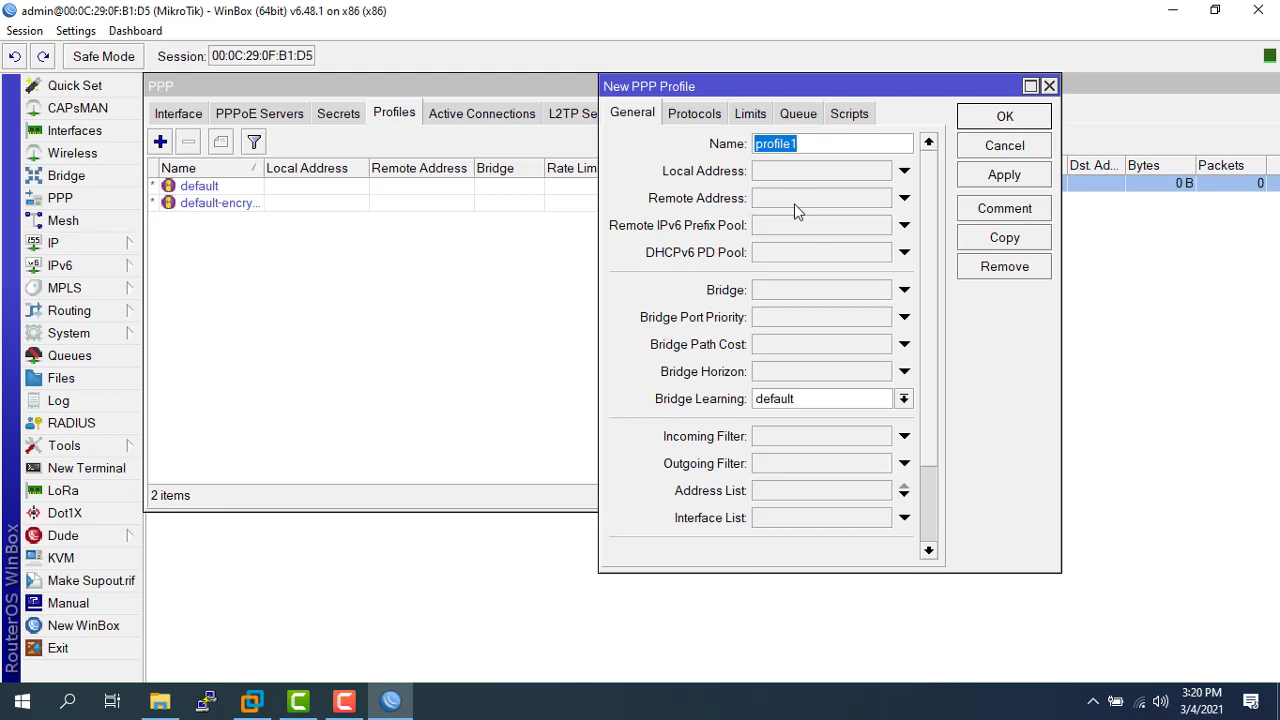 admin@00:0C:29:0F:B1:D5 (MikroTik) - WinBox (64bit) v6.48.1 on x86 (x86)
Session Settings Dashboard
Safe Mode Session: 00:0C:29:0F:B1:D5
Quick Set
CAPsMAN
Interfaces
Wireless
Bridge
PPP
Mesh
255 IP
v6 IPv6
MPLS
Routing
System
Queues
Files
Log
RADIUS
Tools
New Terminal
LoRa
Dot1X
Dude
KVM
Make Supout.rif
Manual
New WinBox
Exit
RouterOS WinBox
PPP
Interface PPPoE Servers Secrets Profiles Active Connections L2TP Se
Name Local Address Remote Address Bridge Rate Lim
* default
* default-encry...
2 items
New PPP Profile
General Protocols Limits Queue Scripts
Name: profile1
Local Address:
Remote Address:
Remote IPv6 Prefix Pool:
DHCPv6 PD Pool:
Bridge:
Bridge Port Priority:
Bridge Path Cost:
Bridge Horizon:
Bridge Learning: default
Incoming Filter:
Outgoing Filter:
Address List:
Interface List:
OK
Cancel
Apply
Comment
Copy
Remove
Dst. Ad... Bytes Packets
0 B 0
3:20 PM
3/4/2021